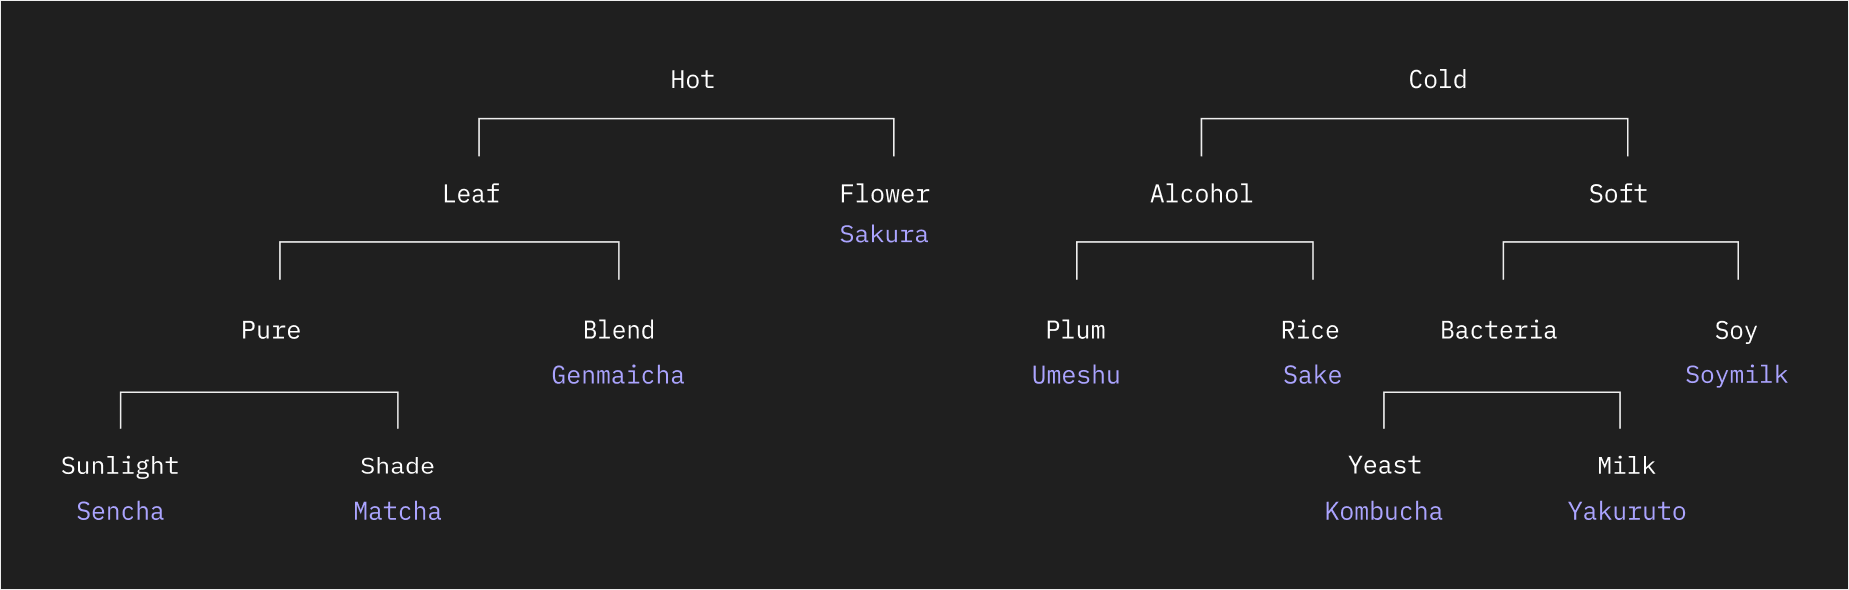 Hot
Cold
Leaf
Flower
Alcohol
Soft
Sakura
Pure
Blend
Plum
Rice
Bacteria
Soy
Genmaicha
Umeshu
Sake
Soymilk
Sunlight
Shade
Yeast
Milk
Sencha
Matcha
Kombucha
Yakuruto